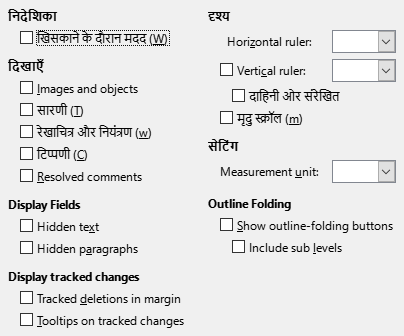 निदेशिका
खिसकाने के दौरान मदद (W)
दिखाएँ
Images and objects
सारणी (T)
रेखाचित्र और नियंत्रण (w)
टिप्पणी (C)
Resolved comments
Display Fields
Hidden text
Hidden paragraphs
Display tracked changes
Tracked deletions in margin
Tooltips on tracked changes
दृश्य
Horizontal ruler:
Vertical ruler:
दाहिनी ओर संरेखित
मृदु स्क्रॉल (m)
सेटिंग
Measurement unit:
Outline Folding
Show outline-folding buttons
Include sub levels